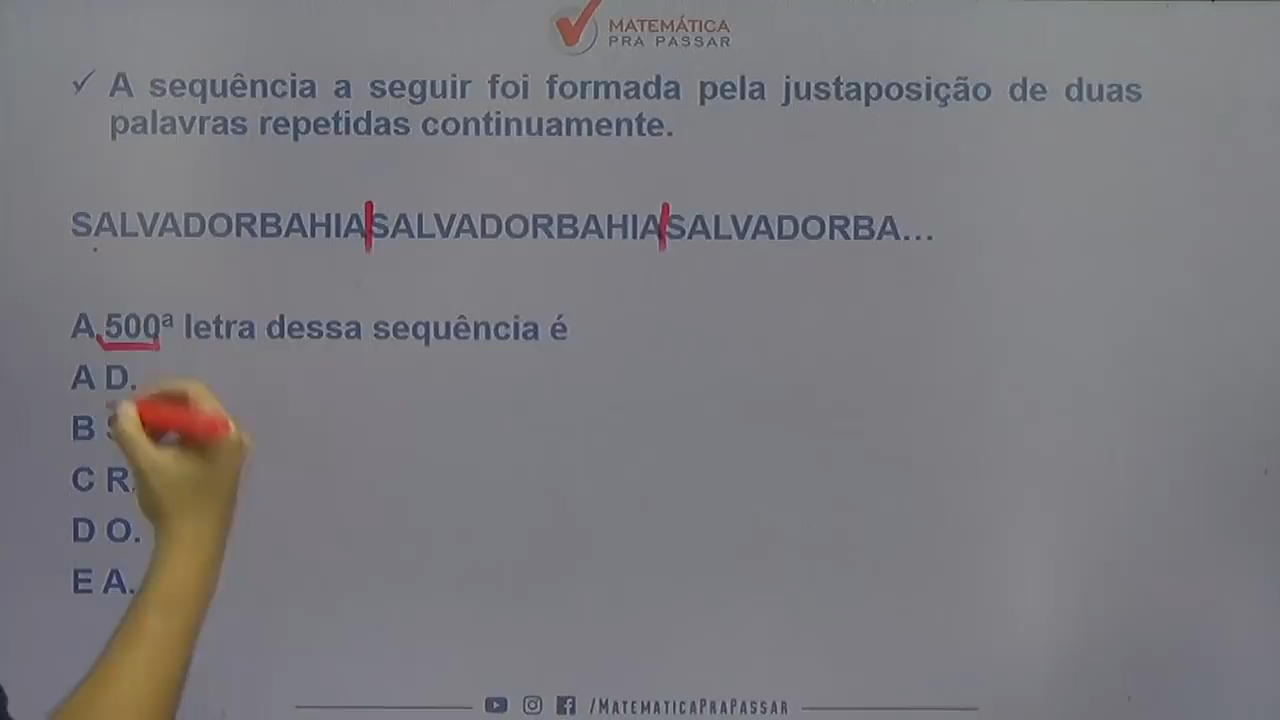 MATEMÁTICA
PRA PASSAR
✓ A sequência a seguir foi formada pela justaposição de duas
palavras repetidas continuamente.
SALVADORBAHIASALVADORBAHIASALVADORBA...
A 500ª letra dessa sequência é
A D.
B
C R.
D O.
E A.
/MATEMATICAPRAPASSAR